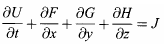 ∂U/∂t + ∂F/∂x + ∂G/∂y + ∂H/∂z = J